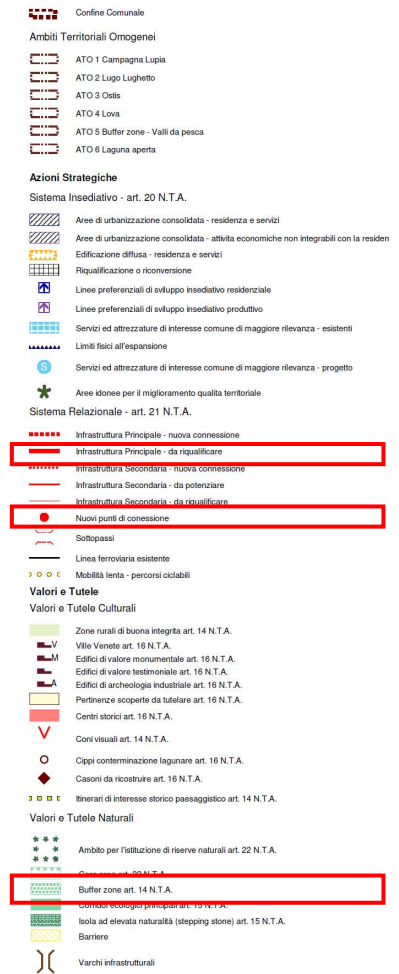 Confine Comunale
Ambiti Territoriali Omogenei
ATO 1 Campagna Lupia
ATO 2 Lugo Lughetto
ATO 3 Ostis
ATO 4 Lova
ATO 5 Buffer zone - Valli da pesca
ATO 6 Laguna aperta
Azioni Strategiche
Sistema Insediativo - art. 20 N.T.A.
Aree di urbanizzazione consolidata - residenza e servizi
Aree di urbanizzazione consolidata - attivita economiche non integrabili con la residen
Edificazione diffusa - residenza e servizi
Riqualificazione o riconversione
Linee preferenziali di sviluppo insediativo residenziale
Linee preferenziali di sviluppo insediativo produttivo
Servizi ed attrezzature di interesse comune di maggiore rilevanza - esistenti
Limiti fisici all'espansione
S Servizi ed attrezzature di interesse comune di maggiore rilevanza - progetto
Aree idonee per il miglioramento qualita territoriale
Sistema Relazionale - art. 21 N.T.A.
Infrastruttura Principale - nuova connessione
Infrastruttura Principale - da riqualificare
Infrastruttura Secondaria - nuova connessione
Infrastruttura Secondaria - da potenziare
Infrastruttura Secondaria - da riqualificare
Nuovi punti di conessione
Sottopassi
Linea ferroviaria esistente
Mobilità lenta - percorsi ciclabili
Valori e Tutele
Valori e Tutele Culturali
Zone rurali di buona integrita art. 14 N.T.A.
V Ville Venete art. 16 N.T.A.
M Edifici di valore monumentale art. 16 N.T.A.
Edifici di valore testimoniale art. 16 N.T.A.
A Edifici di archeologia industriale art. 16 N.T.A.
Pertinenze scoperte da tutelare art. 16 N.T.A.
Centri storici art. 16 N.T.A.
Coni visuali art. 14 N.T.A.
Cippi conterminazione lagunare art. 16 N.T.A.
Casoni da ricostruire art. 16 N.T.A.
Itinerari di interesse storico paesaggistico art. 14 N.T.A.
Valori e Tutele Naturali
Ambito per l'istituzione di riserve naturali art. 22 N.T.A.
Buffer zone art. 14 N.T.A.
Corridoi ecologici principali art. 15 N.T.A.
Isola ad elevata naturalità (stepping stone) art. 15 N.T.A.
Barriere
Varchi infrastrutturali